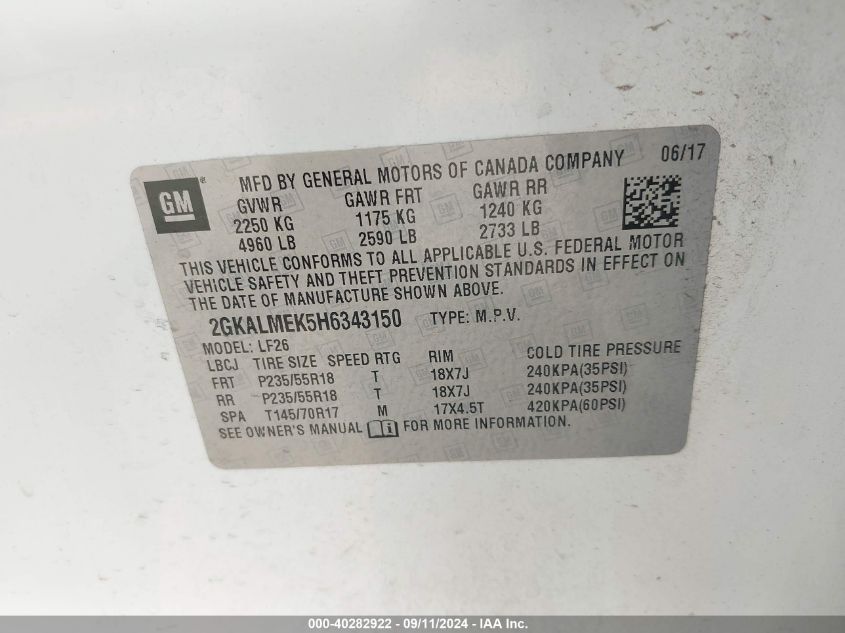 GM
MFD BY GENERAL MOTORS OF CANADA COMPANY 06/17
GVWR GAWR FRT GAWR RR
2250 KG 1175 KG 1240 KG
4960 LB 2590 LB 2733 LB
THIS VEHICLE CONFORMS TO ALL APPLICABLE U.S. FEDERAL MOTOR
VEHICLE SAFETY AND THEFT PREVENTION STANDARDS IN EFFECT ON
THE DATE OF MANUFACTURE SHOWN ABOVE.
2GKALMEK5H6343150 TYPE: M.P.V.
MODEL: LF26
LBCJ TIRE SIZE SPEED RTG RIM COLD TIRE PRESSURE
FRT P235/55R18 T 18X7J 240KPA(35PSI)
RR P235/55R18 T 18X7J 240KPA(35PSI)
SPA T145/70R17 M 17X4.5T 420KPA(60PSI)
SEE OWNER'S MANUAL FOR MORE INFORMATION.
000-40282922 - 09/11/2024 - IAA Inc.